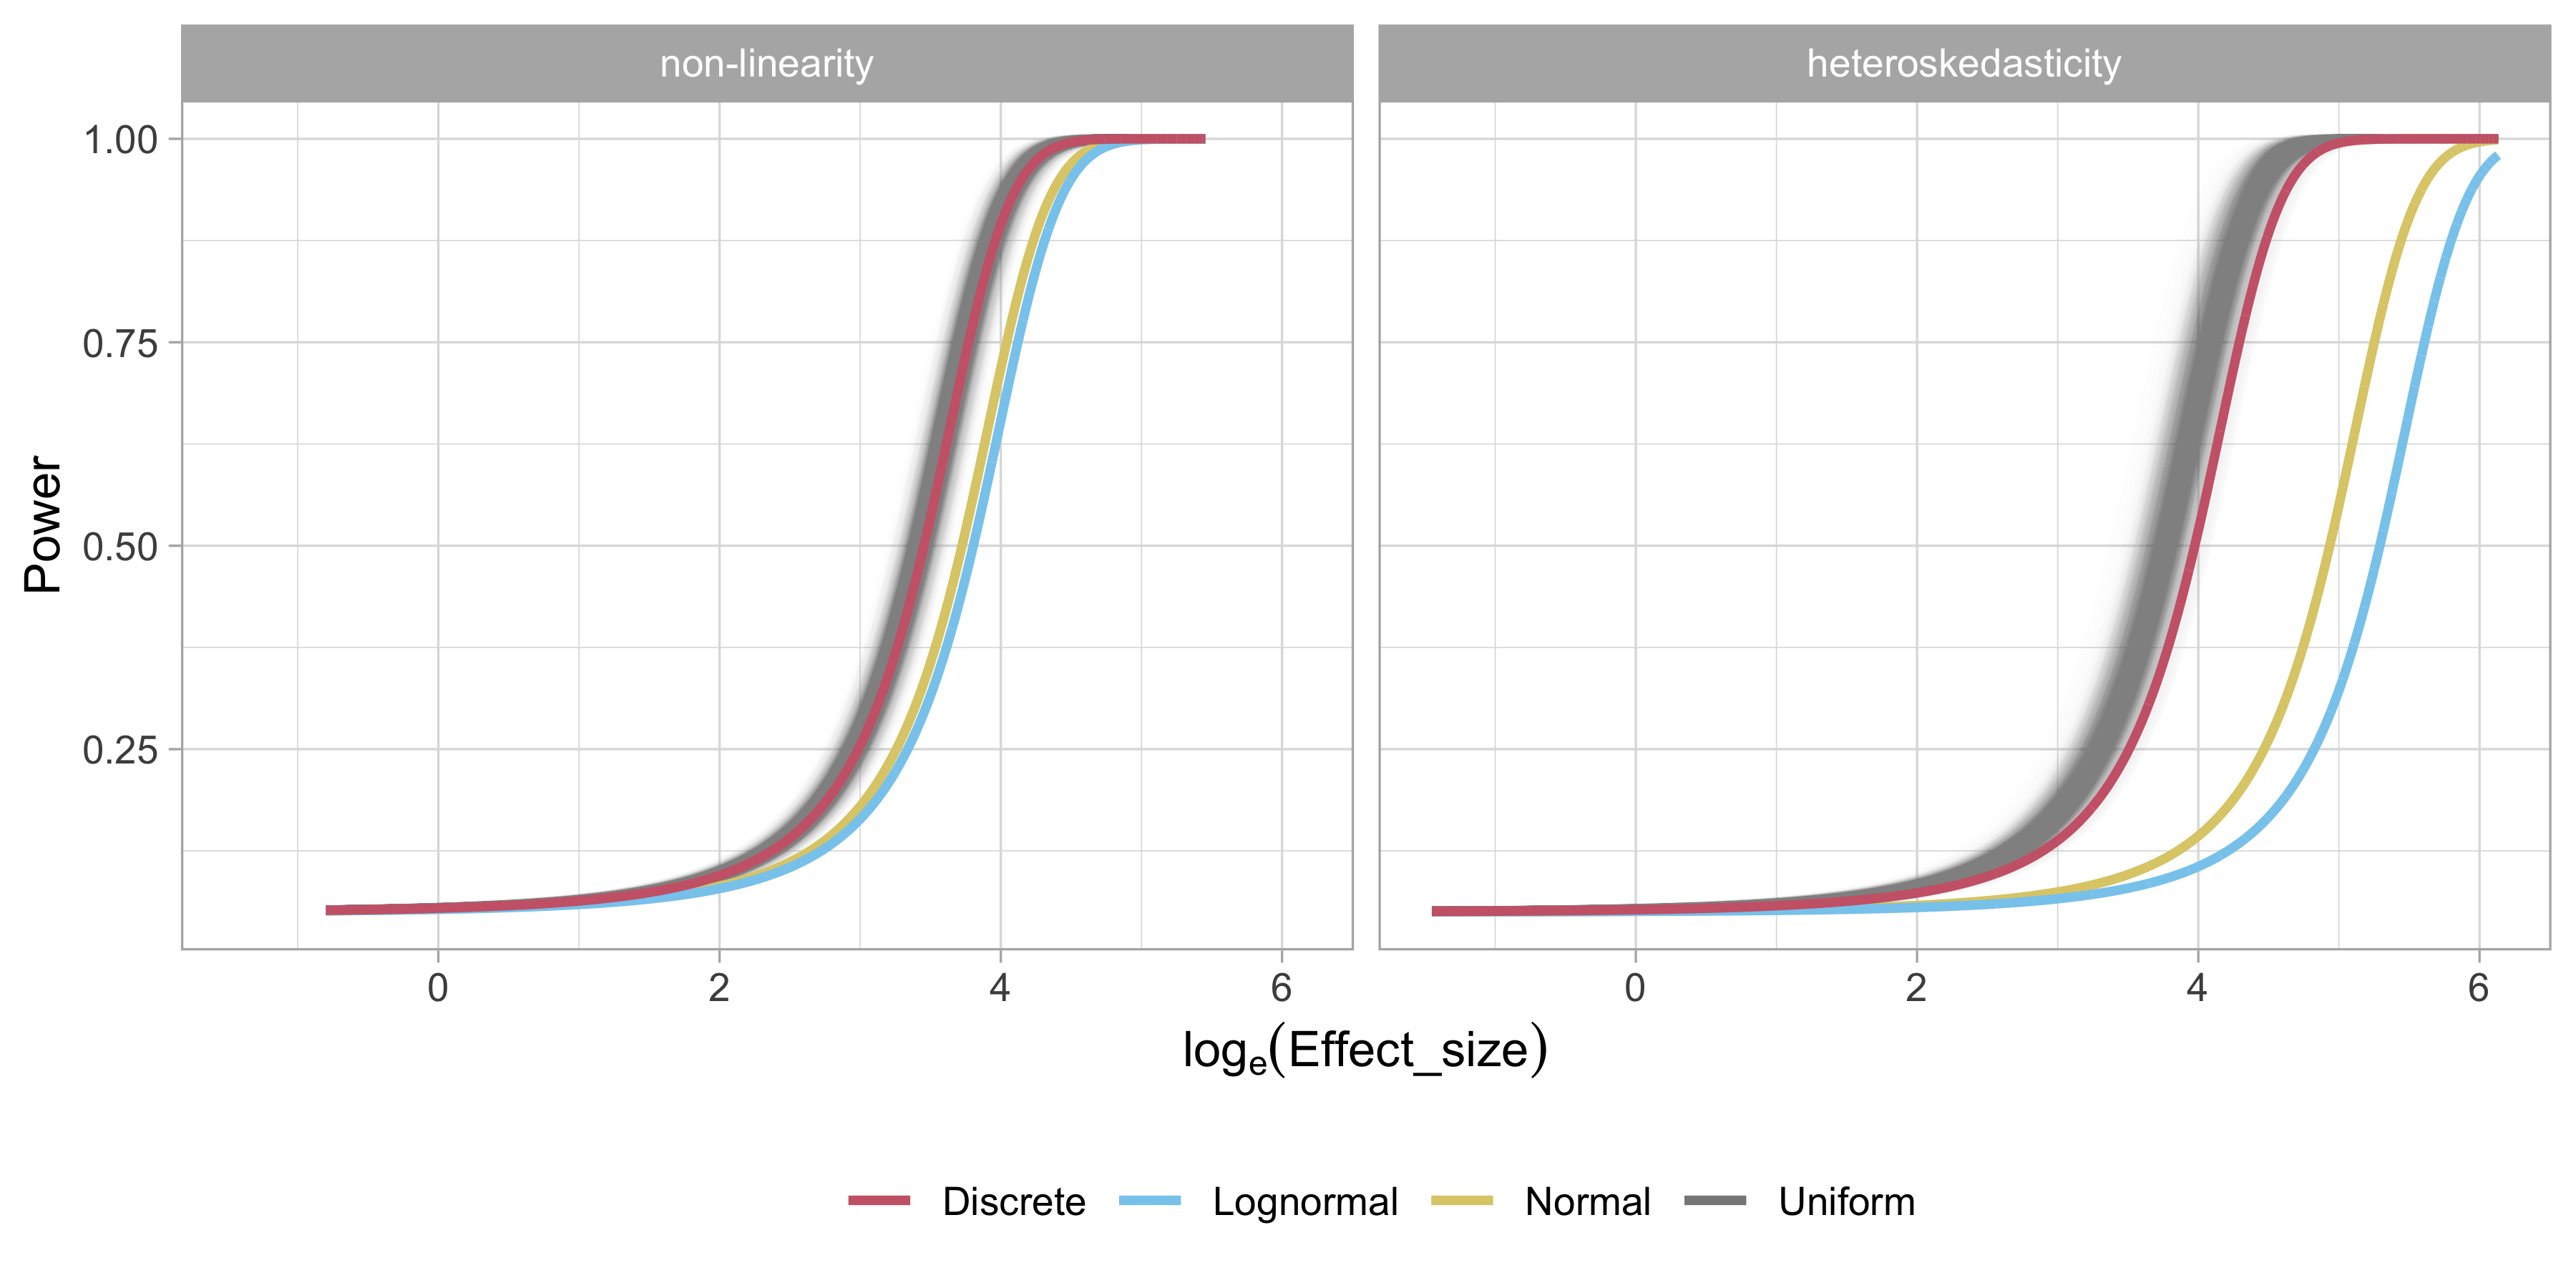 non-linearity
heteroskedasticity
1.00
0.75
0.50
0.25
Power
0 2 4 6
0 2 4 6
logₑ(Effect_size)
Discrete Lognormal Normal Uniform